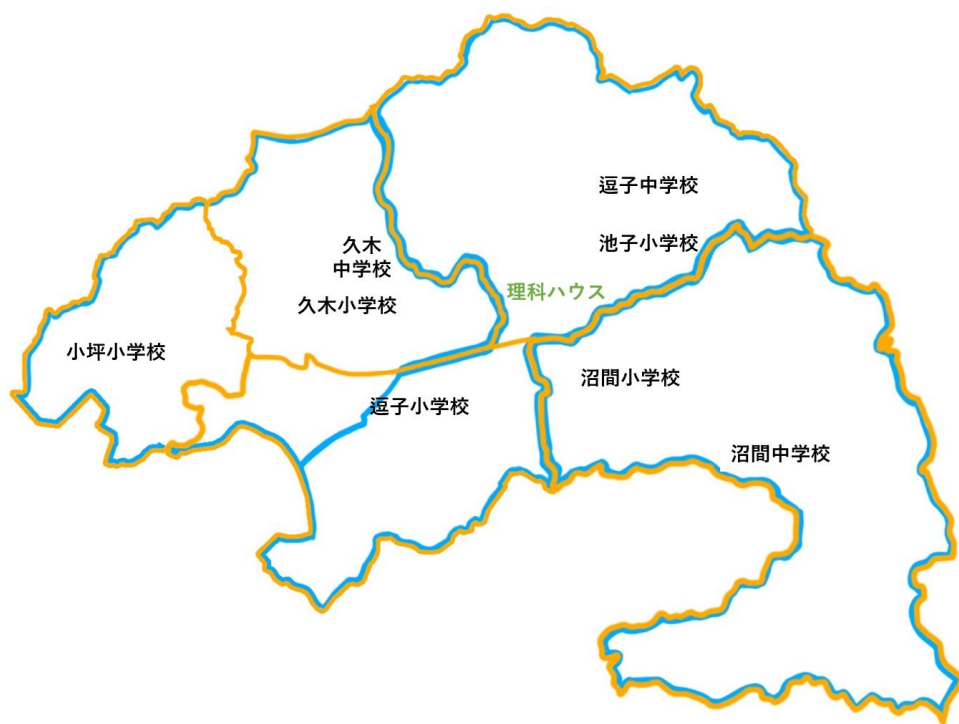 逗子中学校
池子小学校
久木
中学校
理科ハウス
久木小学校
小坪小学校
沼間小学校
逗子小学校
沼間中学校